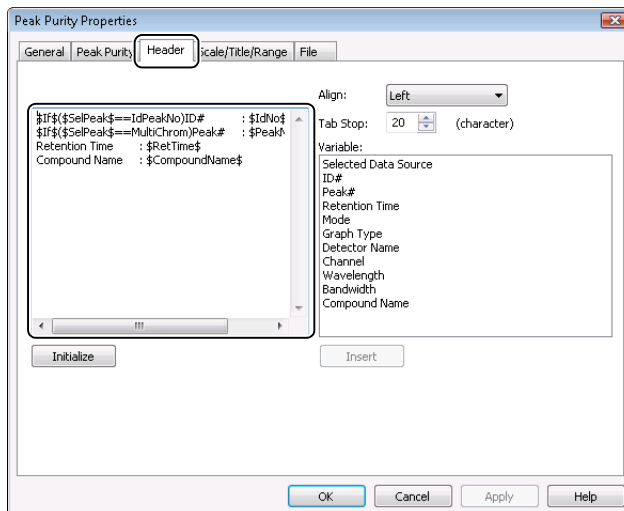 Peak Purity Properties
General Peak Purity Header Scale/Title/Range File
Align: Left
Tab Stop: 20 (character)
Variable:
$If$($SelPeak$==IdPeakNo)ID# : $IdNo$
$If$($SelPeak$==MultiChrom)Peak# : $PeakN
Retention Time : $RetTime$
Compound Name : $CompoundName$
Selected Data Source
ID#
Peak#
Retention Time
Mode
Graph Type
Detector Name
Channel
Wavelength
Bandwidth
Compound Name
Initialize Insert
OK Cancel Apply Help